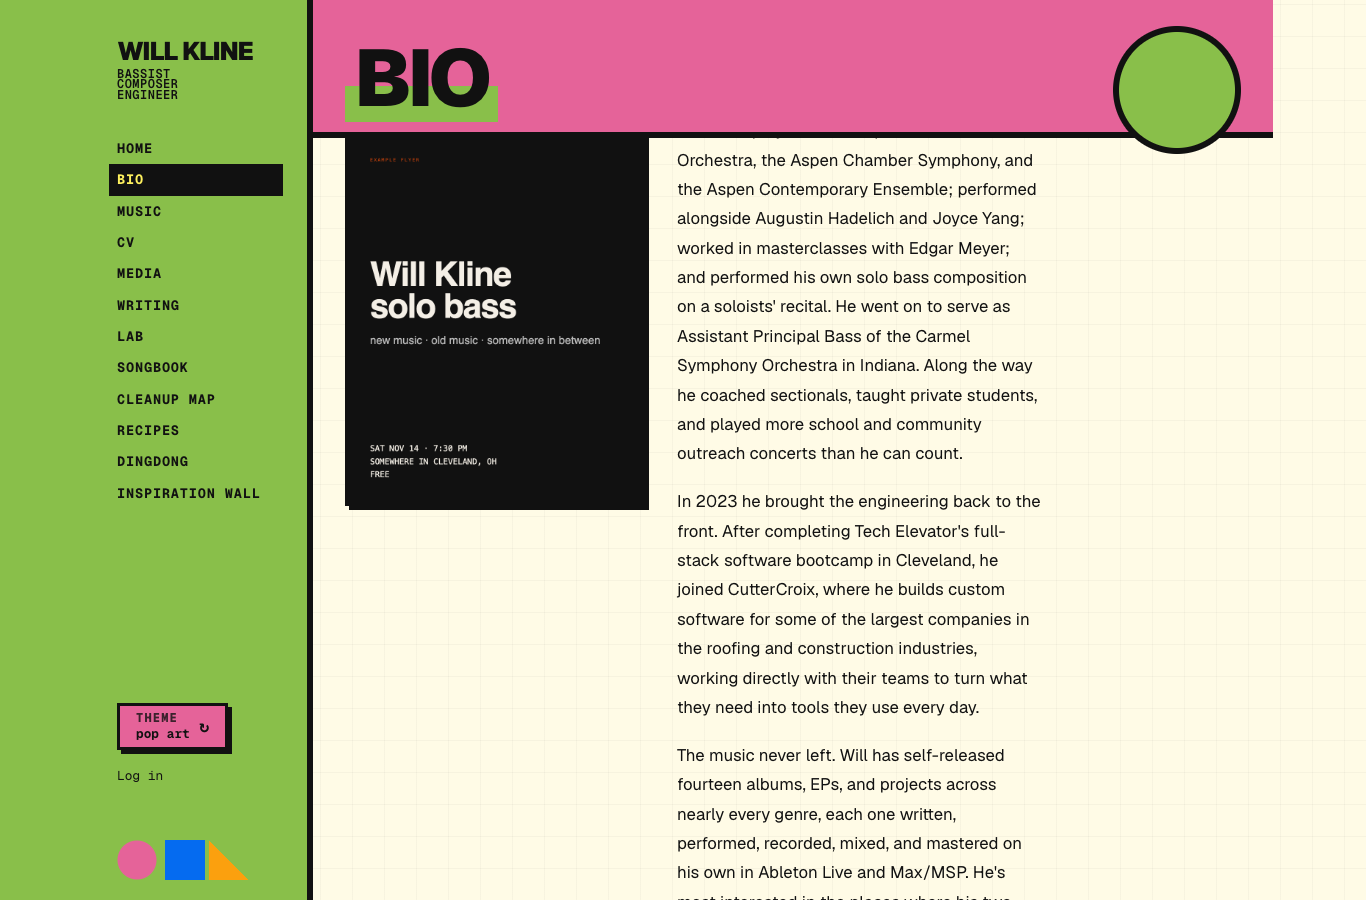 WILL KLINE
BASSIST
COMPOSER
ENGINEER
HOME
BIO
MUSIC
CV
MEDIA
WRITING
LAB
SONGBOOK
CLEANUP MAP
RECIPES
DINGDONG
INSPIRATION WALL
THEME
pop art ↻
Log in
BIO
EXAMPLE FLYER
Will Kline
solo bass
new music · old music · somewhere in between
SAT NOV 14 · 7:30 PM
SOMEWHERE IN CLEVELAND, OH
FREE
Orchestra, the Aspen Chamber Symphony, and
the Aspen Contemporary Ensemble; performed
alongside Augustin Hadelich and Joyce Yang;
worked in masterclasses with Edgar Meyer;
and performed his own solo bass composition
on a soloists' recital. He went on to serve as
Assistant Principal Bass of the Carmel
Symphony Orchestra in Indiana. Along the way
he coached sectionals, taught private students,
and played more school and community
outreach concerts than he can count.
In 2023 he brought the engineering back to the
front. After completing Tech Elevator's full-
stack software bootcamp in Cleveland, he
joined CutterCroix, where he builds custom
software for some of the largest companies in
the roofing and construction industries,
working directly with their teams to turn what
they need into tools they use every day.
The music never left. Will has self-released
fourteen albums, EPs, and projects across
nearly every genre, each one written,
performed, recorded, mixed, and mastered on
his own in Ableton Live and Max/MSP. He's
most interested in the places where his two